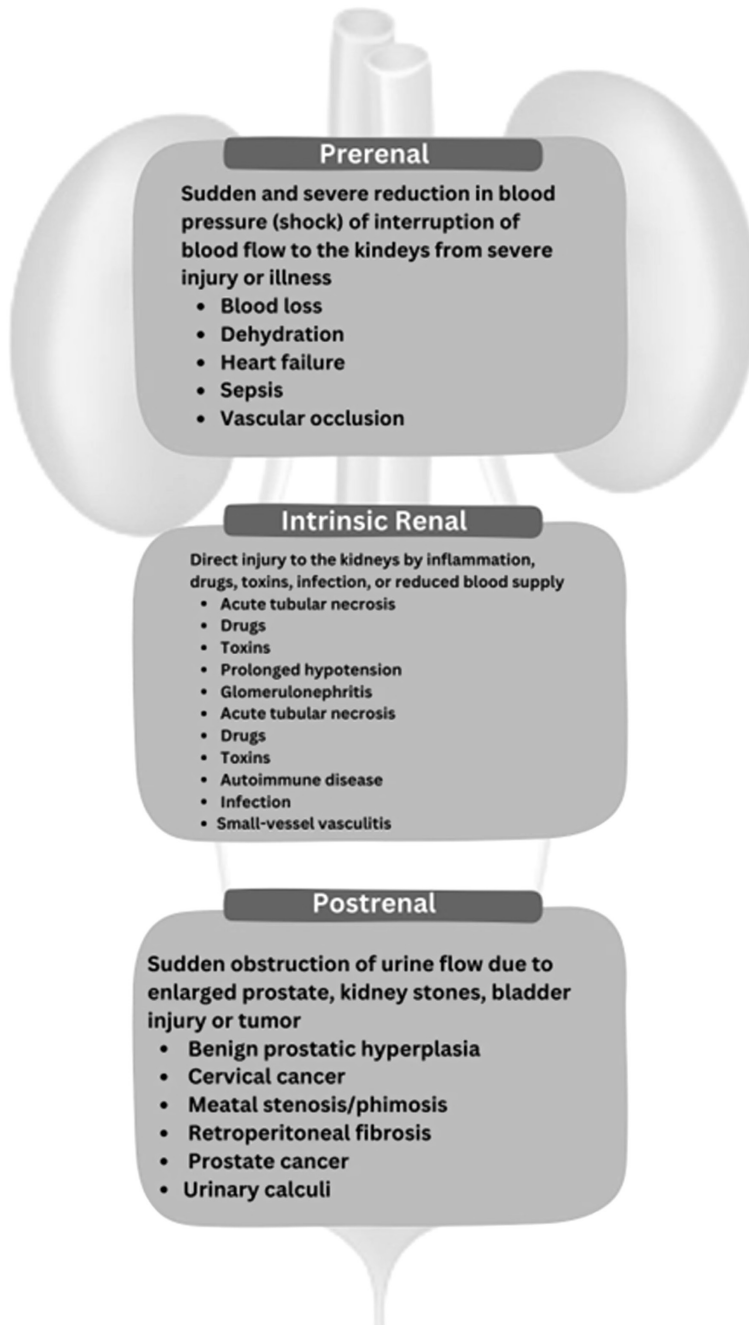 Prerenal
Sudden and severe reduction in blood
pressure (shock) of interruption of
blood flow to the kindeys from severe
injury or illness
• Blood loss
• Dehydration
• Heart failure
• Sepsis
• Vascular occlusion
Intrinsic Renal
Direct injury to the kidneys by inflammation,
drugs, toxins, infection, or reduced blood supply
• Acute tubular necrosis
• Drugs
• Toxins
• Prolonged hypotension
• Glomerulonephritis
• Acute tubular necrosis
• Drugs
• Toxins
• Autoimmune disease
• Infection
• Small-vessel vasculitis
Postrenal
Sudden obstruction of urine flow due to
enlarged prostate, kidney stones, bladder
injury or tumor
• Benign prostatic hyperplasia
• Cervical cancer
• Meatal stenosis/phimosis
• Retroperitoneal fibrosis
• Prostate cancer
• Urinary calculi